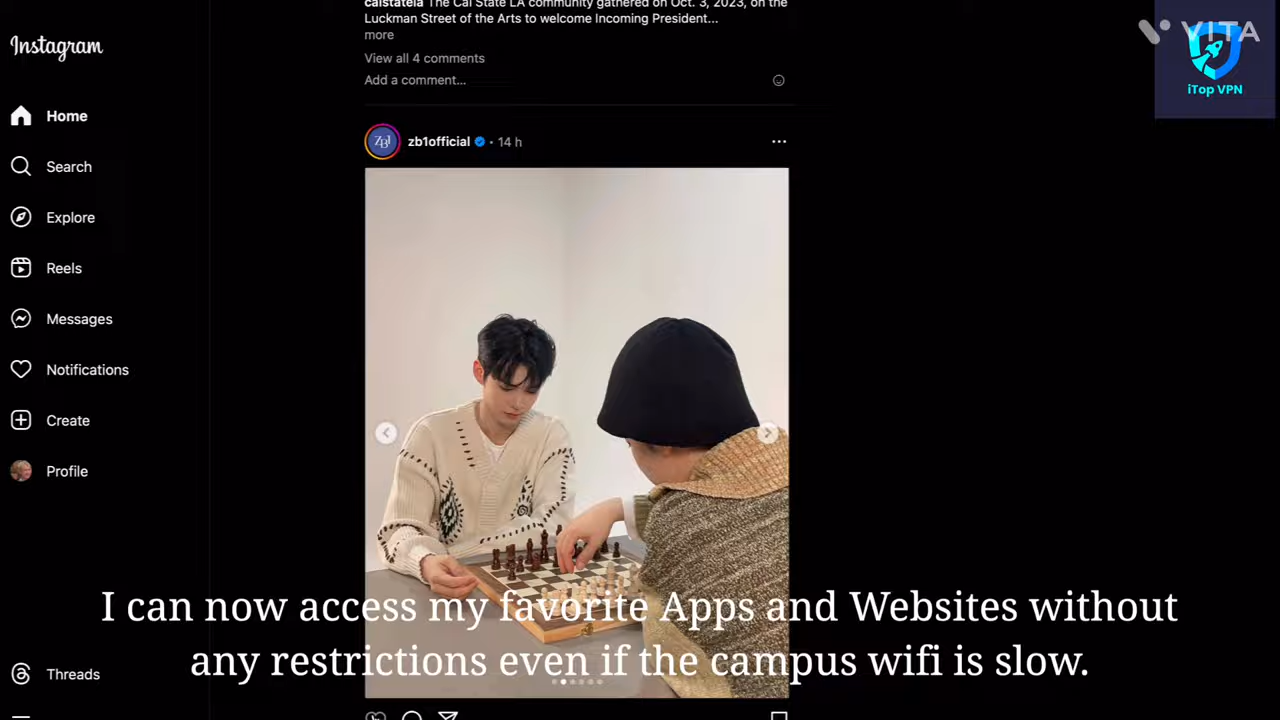 calstatela The Cal State LA community gathered on Oct. 3, 2023, on the
Luckman Street of the Arts to welcome Incoming President...
more
View all 4 comments
Add a comment...
VITA
iTop VPN
Instagram
Home
Search
Explore
Reels
Messages
Notifications
Create
Profile
Threads
zb1official • 14 h
I can now access my favorite Apps and Websites without
any restrictions even if the campus wifi is slow.